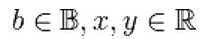 b ∈ 𝔹, x, y ∈ ℝ